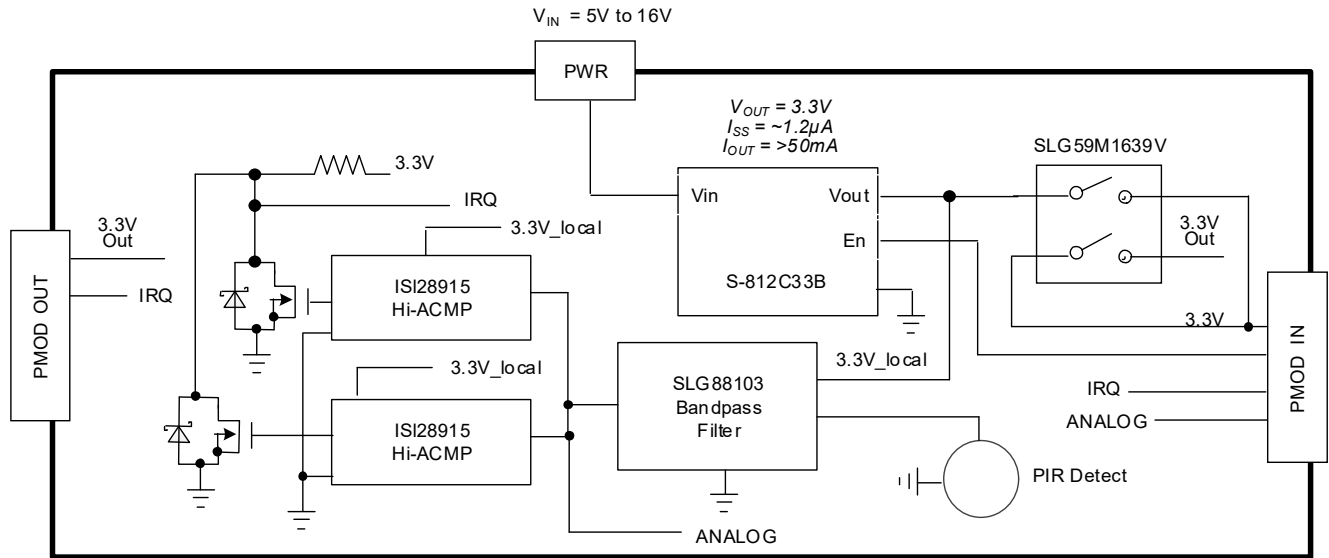 V_IN = 5V to 16V
PWR
V_OUT = 3.3V
I_SS = ~1.2µA
I_OUT = >50mA
SLG59M1639V
3.3V
IRQ
Vin
Vout
En
S-812C33B
3.3V
Out
3.3V_local
3.3V
Out
IRQ
PMOD OUT
ISI28915
Hi-ACMP
3.3V
PMOD IN
3.3V_local
3.3V_local
SLG88103
Bandpass
Filter
IRQ
ANALOG
ISI28915
Hi-ACMP
PIR Detect
ANALOG